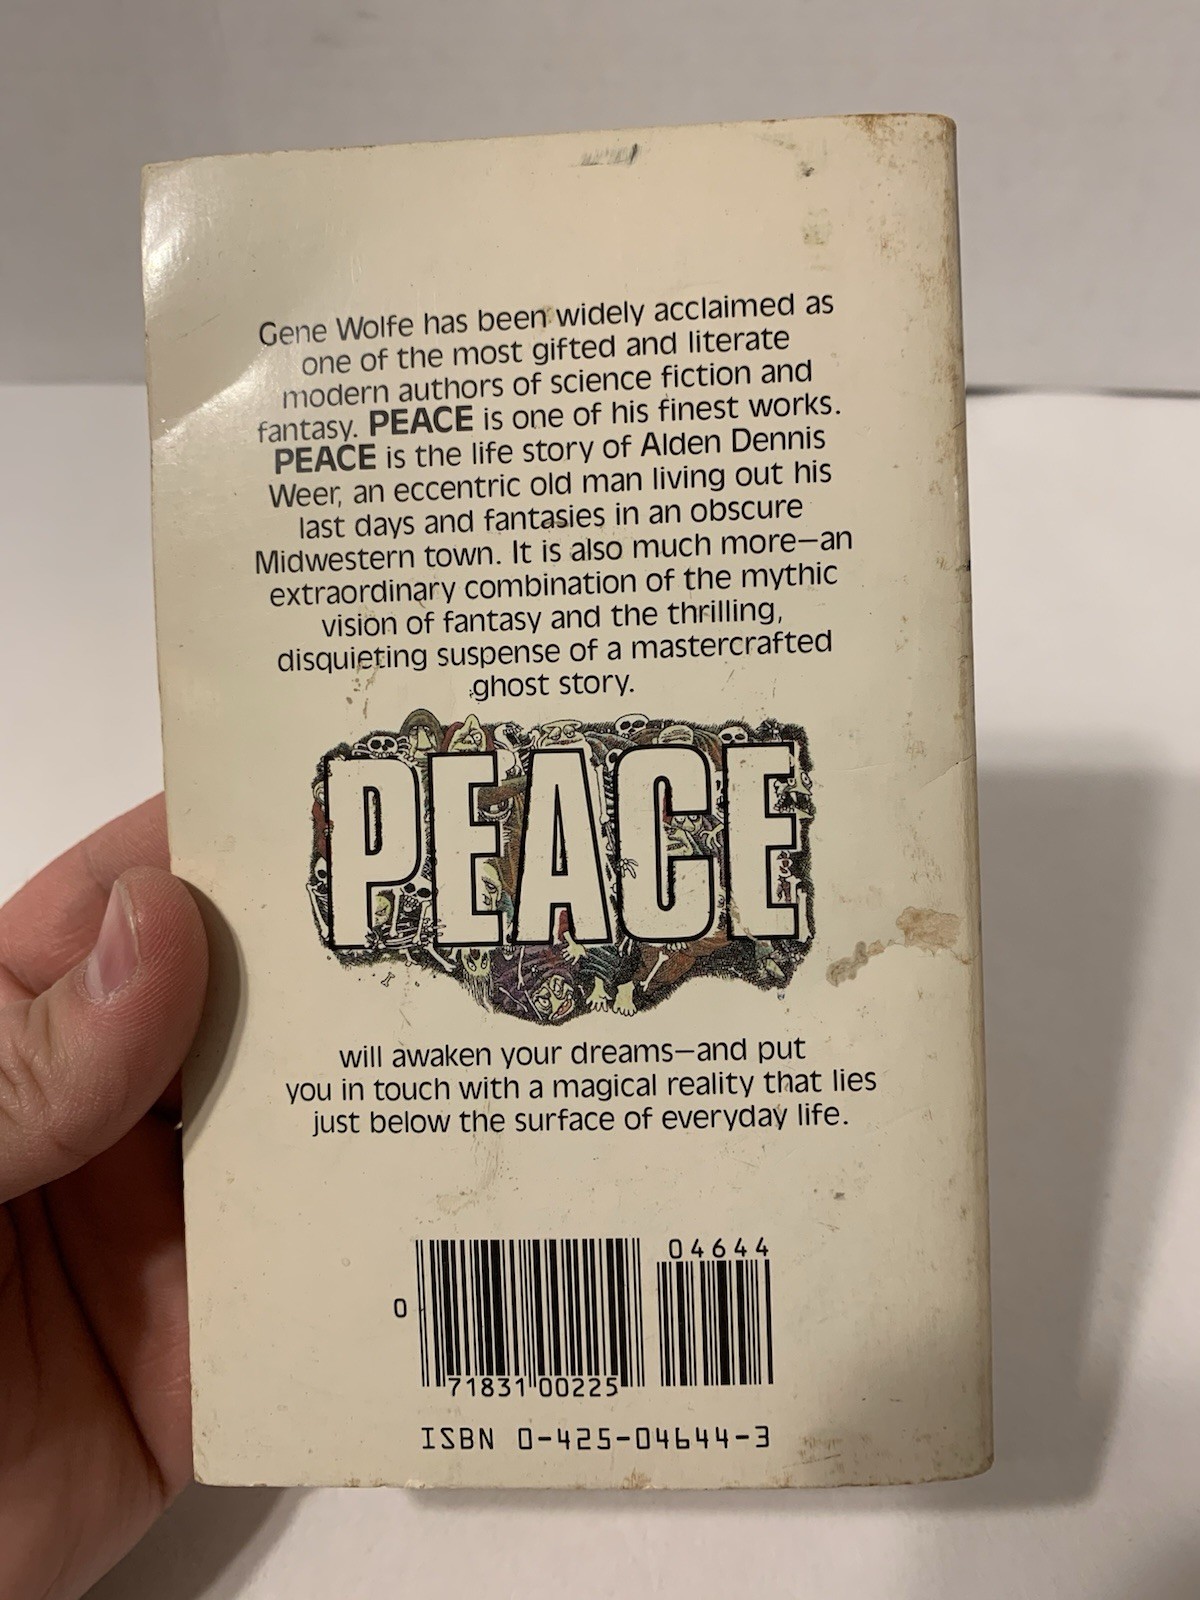 Gene Wolfe has been widely acclaimed as
one of the most gifted and literate
modern authors of science fiction and
fantasy. PEACE is one of his finest works.
PEACE is the life story of Alden Dennis
Weer, an eccentric old man living out his
last days and fantasies in an obscure
Midwestern town. It is also much more—an
extraordinary combination of the mythic
vision of fantasy and the thrilling,
disquieting suspense of a mastercrafted
ghost story.
PEACE
will awaken your dreams—and put
you in touch with a magical reality that lies
just below the surface of everyday life.
04644
0
71831 00225
ISBN 0-425-04644-3